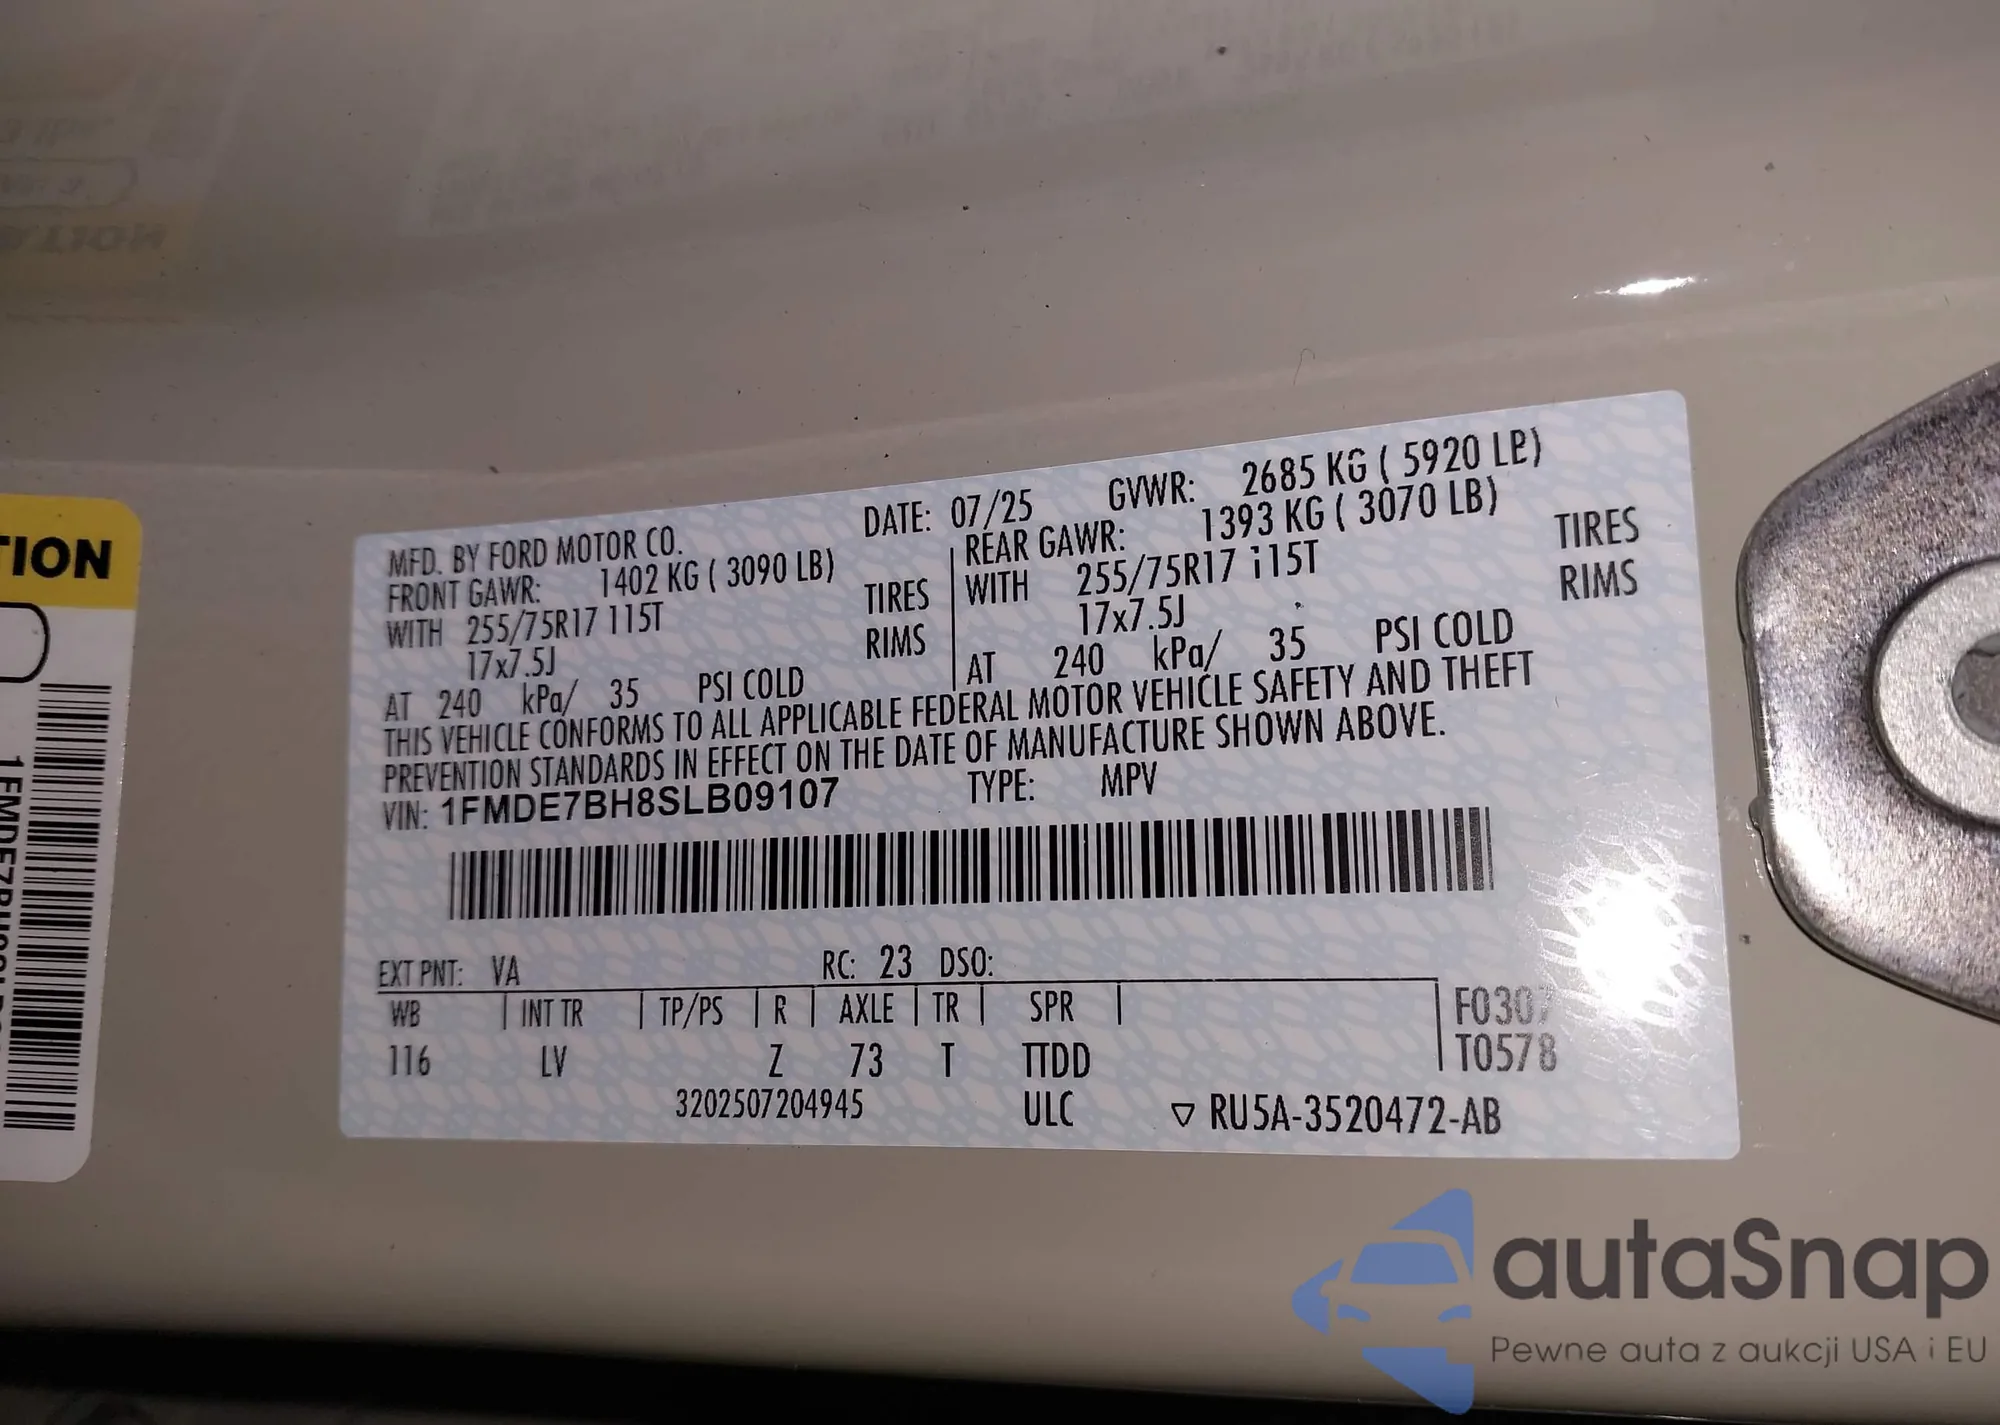 TION
1FMDE7BH8SLB0
MFD. BY FORD MOTOR CO.
DATE: 07/25
GVWR: 2685 KG ( 5920 LB)
FRONT GAWR: 1402 KG ( 3090 LB)
REAR GAWR: 1393 KG ( 3070 LB)
WITH 255/75R17 115T TIRES
WITH 255/75R17 115T TIRES
17x7.5J RIMS
17x7.5J RIMS
AT 240 kPa/ 35 PSI COLD
AT 240 kPa/ 35 PSI COLD
THIS VEHICLE CONFORMS TO ALL APPLICABLE FEDERAL MOTOR VEHICLE SAFETY AND THEFT
PREVENTION STANDARDS IN EFFECT ON THE DATE OF MANUFACTURE SHOWN ABOVE.
VIN: 1FMDE7BH8SLB09107 TYPE: MPV
EXT PNT: VA RC: 23 DSO:
WB INT TR TP/PS R AXLE TR SPR F0307
116 LV Z 73 T TTDD T0578
3202507204945 ULC ▽ RU5A-3520472-AB
autaSnap
Pewne auta z aukcji USA i EU